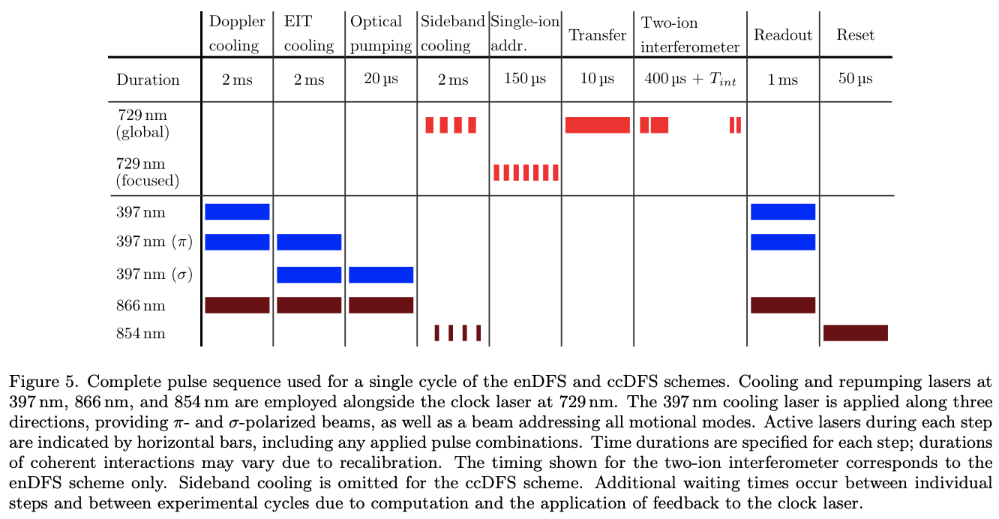 Doppler cooling EIT cooling Optical pumping Sideband cooling Single-ion addr. Transfer Two-ion interferometer Readout Reset
Duration 2 ms 2 ms 20 µs 2 ms 150 µs 10 µs 400 µs + T_int 1 ms 50 µs
729 nm
(global)
729 nm
(focused)
397 nm
397 nm (π)
397 nm (σ)
866 nm
854 nm
Figure 5. Complete pulse sequence used for a single cycle of the enDFS and ccDFS schemes. Cooling and repumping lasers at
397 nm, 866 nm, and 854 nm are employed alongside the clock laser at 729 nm. The 397 nm cooling laser is applied along three
directions, providing π- and σ-polarized beams, as well as a beam addressing all motional modes. Active lasers during each step
are indicated by horizontal bars, including any applied pulse combinations. Time durations are specified for each step; durations
of coherent interactions may vary due to recalibration. The timing shown for the two-ion interferometer corresponds to the
enDFS scheme only. Sideband cooling is omitted for the ccDFS scheme. Additional waiting times occur between individual
steps and between experimental cycles due to computation and the application of feedback to the clock laser.